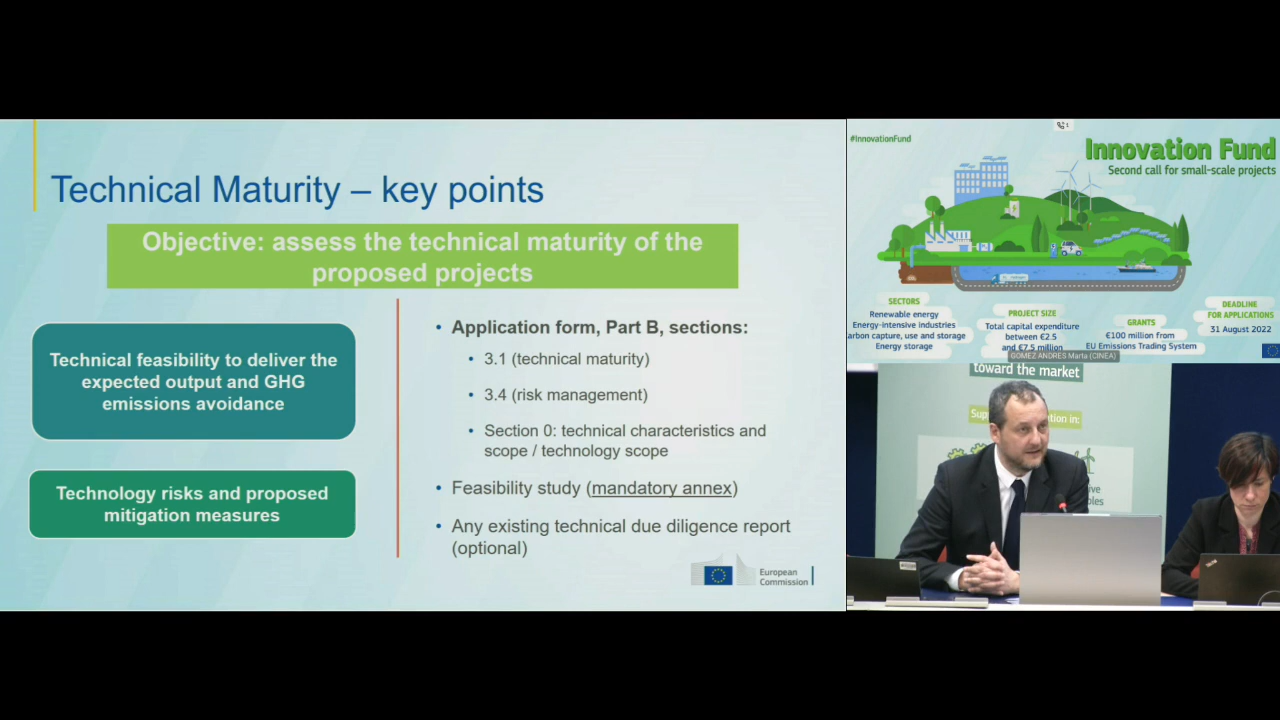 Technical Maturity – key points
Objective: assess the technical maturity of the
proposed projects
Technical feasibility to deliver the
expected output and GHG
emissions avoidance
Technology risks and proposed
mitigation measures
• Application form, Part B, sections:
• 3.1 (technical maturity)
• 3.4 (risk management)
• Section 0: technical characteristics and
scope / technology scope
• Feasibility study (mandatory annex)
• Any existing technical due diligence report
(optional)
European
Commission
#InnovationFund
Innovation Fund
Second call for small-scale projects
SECTORS
Renewable energy
Energy-intensive industries
arbon capture, use and storage
Energy storage
PROJECT SIZE
Total capital expenditure
between €2.5
and €7.5 million
GRANTS
€100 million from
EU Emissions Trading System
DEADLINE
FOR APPLICATIONS
31 August 2022
GOMEZ ANDRES Marta (CINEA)
toward the market
Sup
tion in:
ive
bles